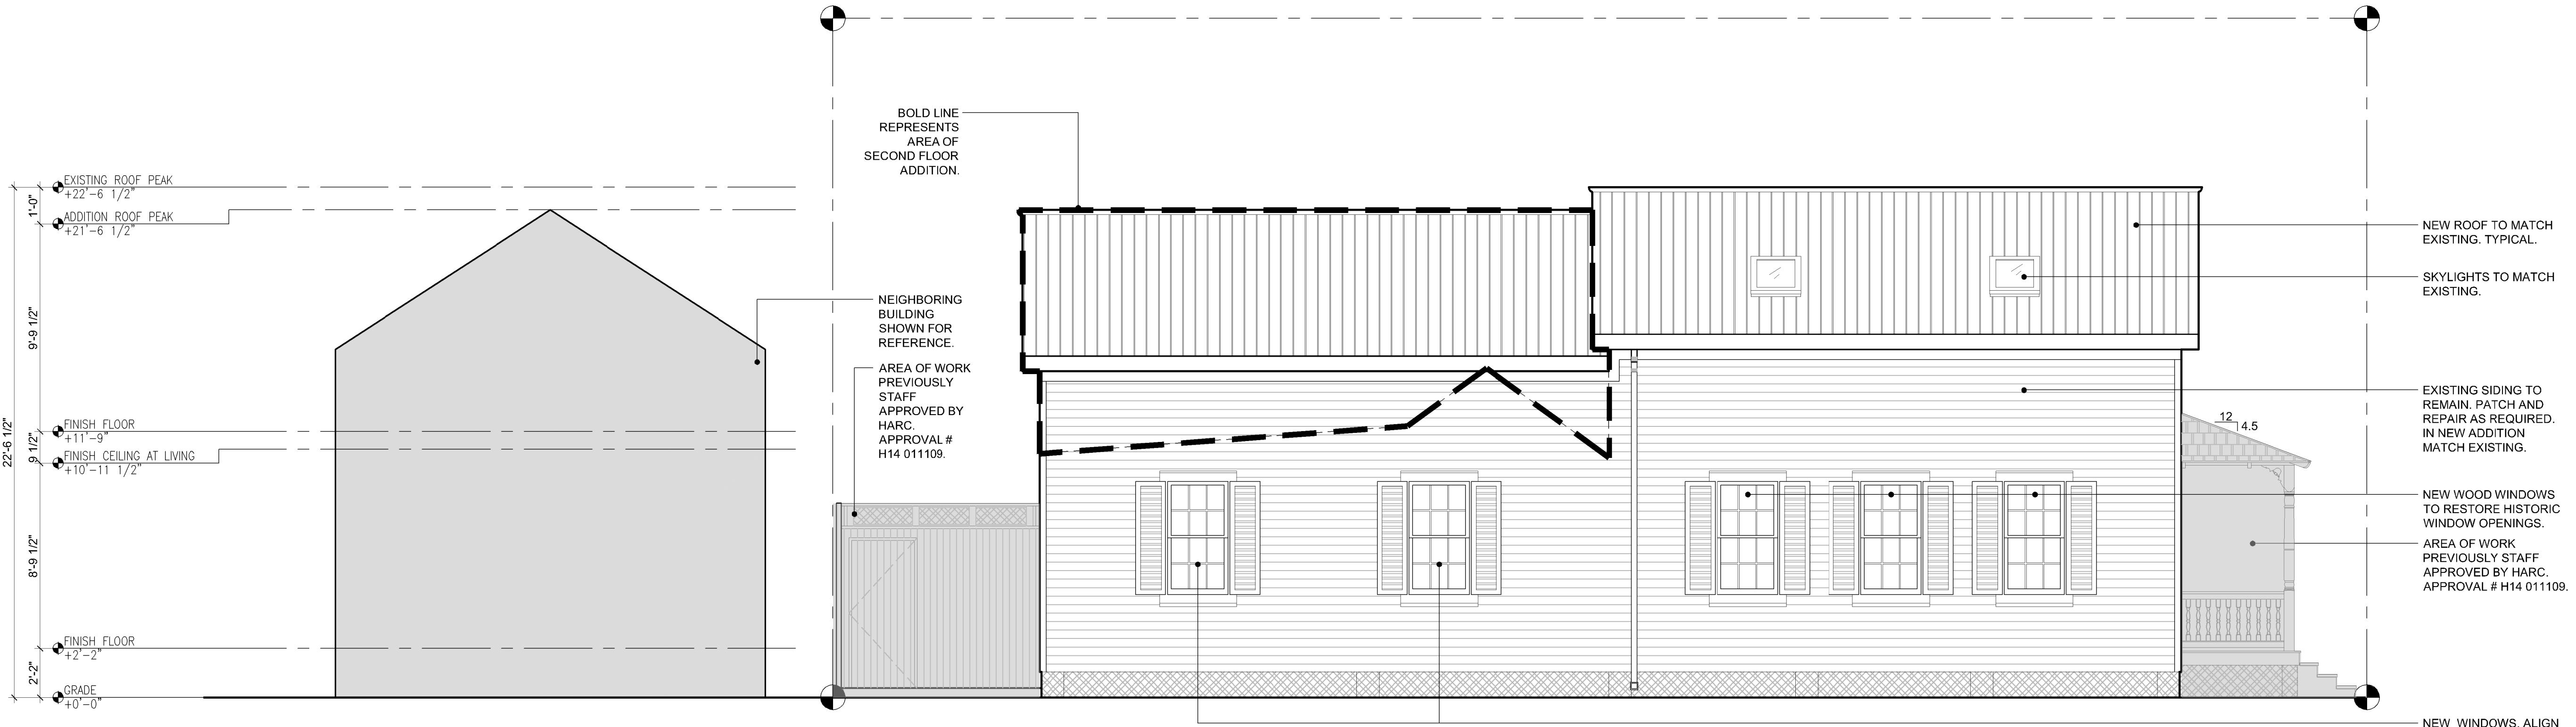 BOLD LINE
REPRESENTS
AREA OF
SECOND FLOOR
ADDITION.
EXISTING ROOF PEAK
+22'-6 1/2"
ADDITION ROOF PEAK
+21'-6 1/2"
FINISH FLOOR
+11'-9"
FINISH CEILING AT LIVING
+10'-11 1/2"
FINISH FLOOR
+2'-2"
GRADE
+0'-0"
22'-6 1/2"
1'-0"
9'-9 1/2"
9 1/2"
8'-9 1/2"
2'-2"
NEIGHBORING
BUILDING
SHOWN FOR
REFERENCE.
AREA OF WORK
PREVIOUSLY
STAFF
APPROVED BY
HARC.
APPROVAL #
H14 011109.
12
4.5
NEW ROOF TO MATCH
EXISTING. TYPICAL.
SKYLIGHTS TO MATCH
EXISTING.
EXISTING SIDING TO
REMAIN. PATCH AND
REPAIR AS REQUIRED.
IN NEW ADDITION
MATCH EXISTING.
NEW WOOD WINDOWS
TO RESTORE HISTORIC
WINDOW OPENINGS.
AREA OF WORK
PREVIOUSLY STAFF
APPROVED BY HARC.
APPROVAL # H14 011109.
NEW WINDOWS. ALIGN